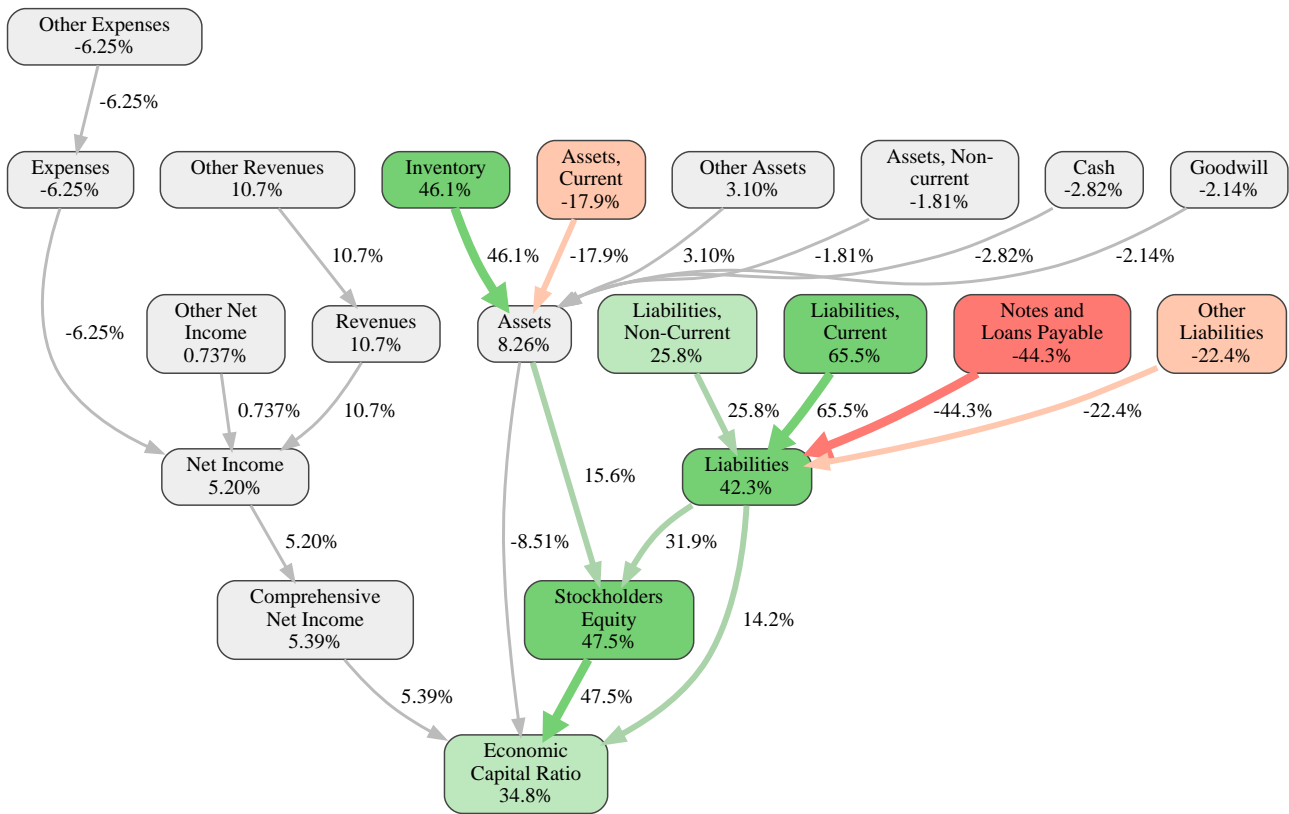 Other Expenses
-6.25%
-6.25%
Expenses
-6.25%
Other Revenues
10.7%
Inventory
46.1%
Assets,
Current
-17.9%
Other Assets
3.10%
Assets, Non-
current
-1.81%
Cash
-2.82%
Goodwill
-2.14%
10.7%
46.1%
-17.9%
3.10%
-1.81%
-2.82%
-2.14%
-6.25%
Other Net
Income
0.737%
Revenues
10.7%
Assets
8.26%
Liabilities,
Non-Current
25.8%
Liabilities,
Current
65.5%
Notes and
Loans Payable
-44.3%
Other
Liabilities
-22.4%
0.737%
10.7%
25.8%
65.5%
-44.3%
-22.4%
Net Income
5.20%
15.6%
Liabilities
42.3%
5.20%
-8.51%
31.9%
Comprehensive
Net Income
5.39%
Stockholders
Equity
47.5%
14.2%
5.39%
47.5%
Economic
Capital Ratio
34.8%